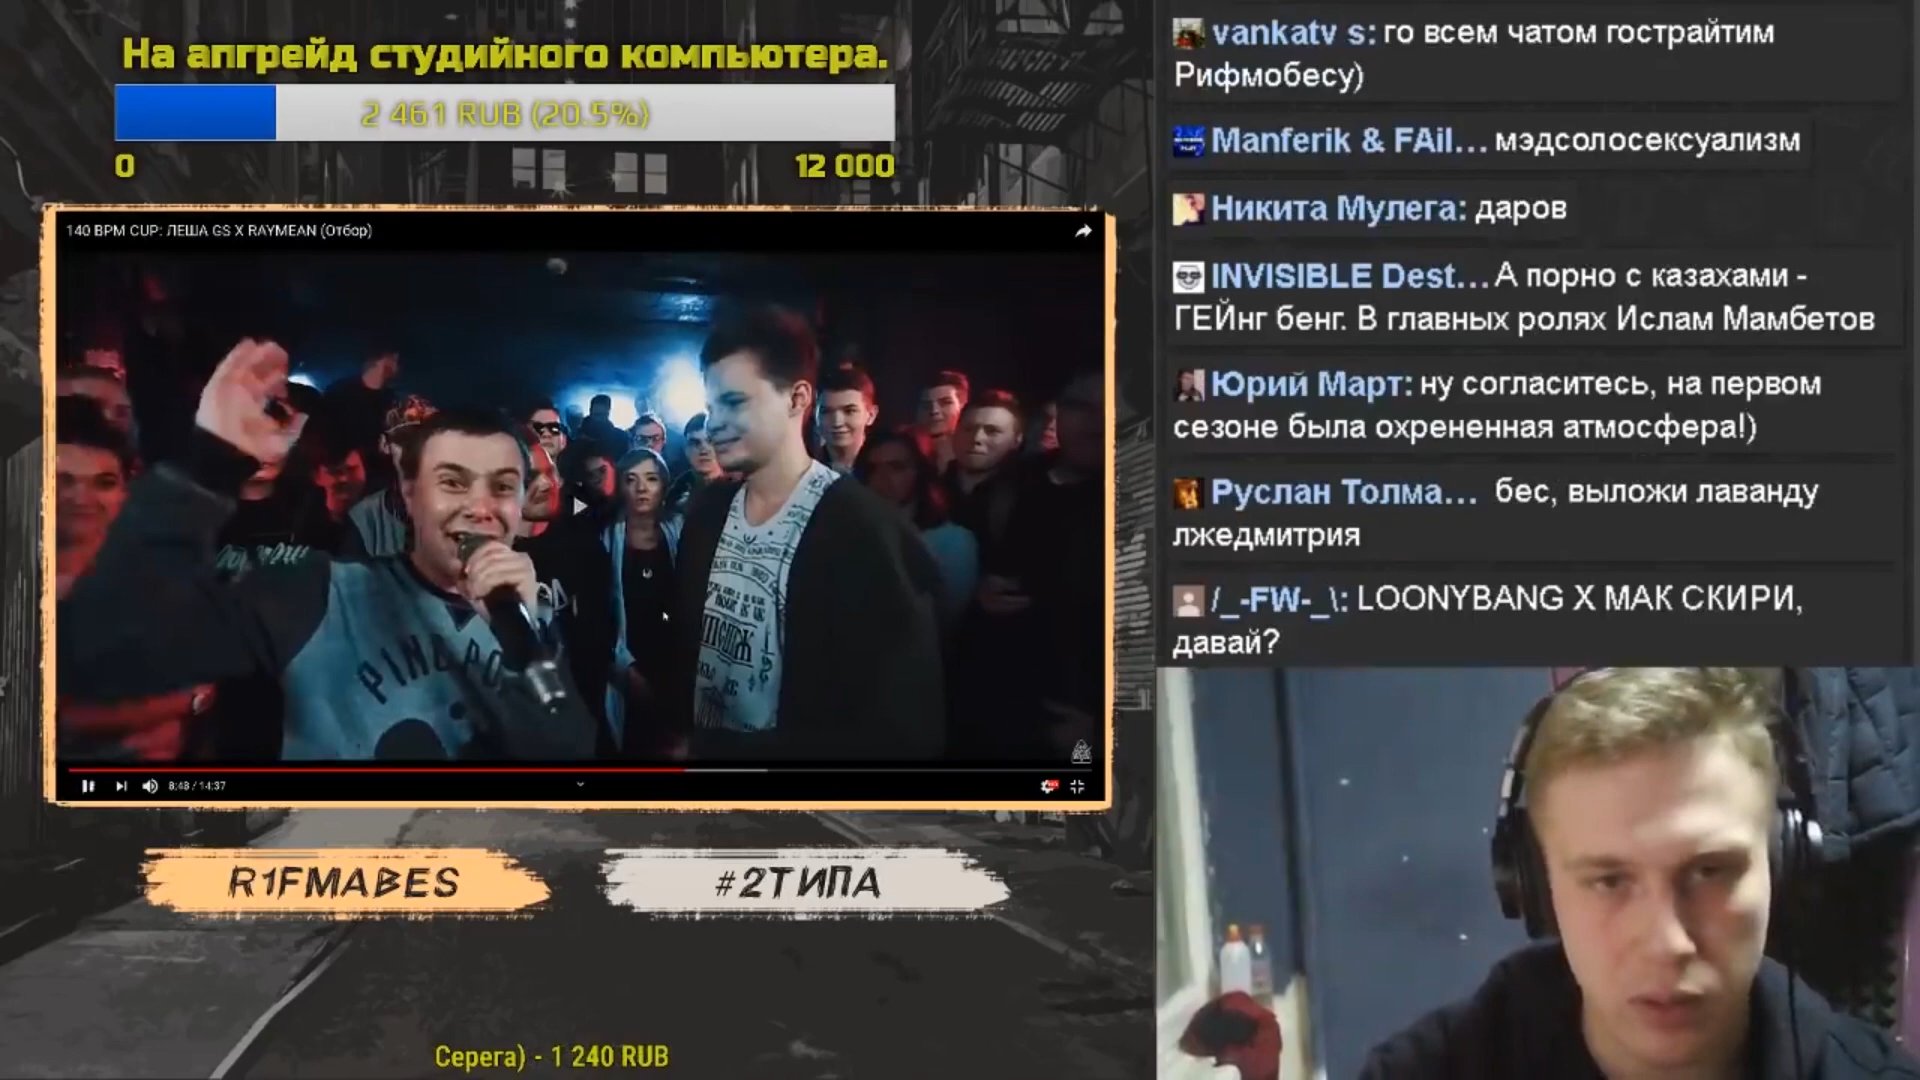 На апгрейд студийного компьютера.
2 461 RUB (20.5%)
0
12 000
140 BPM CUP: ЛЕША GS X RAYMEAN (Отбор)
PING PO
8:48 / 14:37
R1FMABES
#2ТИПА
Серега) - 1 240 RUB
vankatv s: го всем чатом гострайтим
Рифмобесу)
Manferik & FAil... мэдсолосексуализм
Никита Мулега: даров
INVISIBLE Dest... А порно с казахами -
ГЕЙнг бенг. В главных ролях Ислам Мамбетов
Юрий Март: ну согласитесь, на первом
сезоне была охрененная атмосфера!)
Руслан Толма... бес, выложи лаванду
лжедмитрия
/_-FW-_\: LOONYBANG X МАК СКИРИ,
давай?